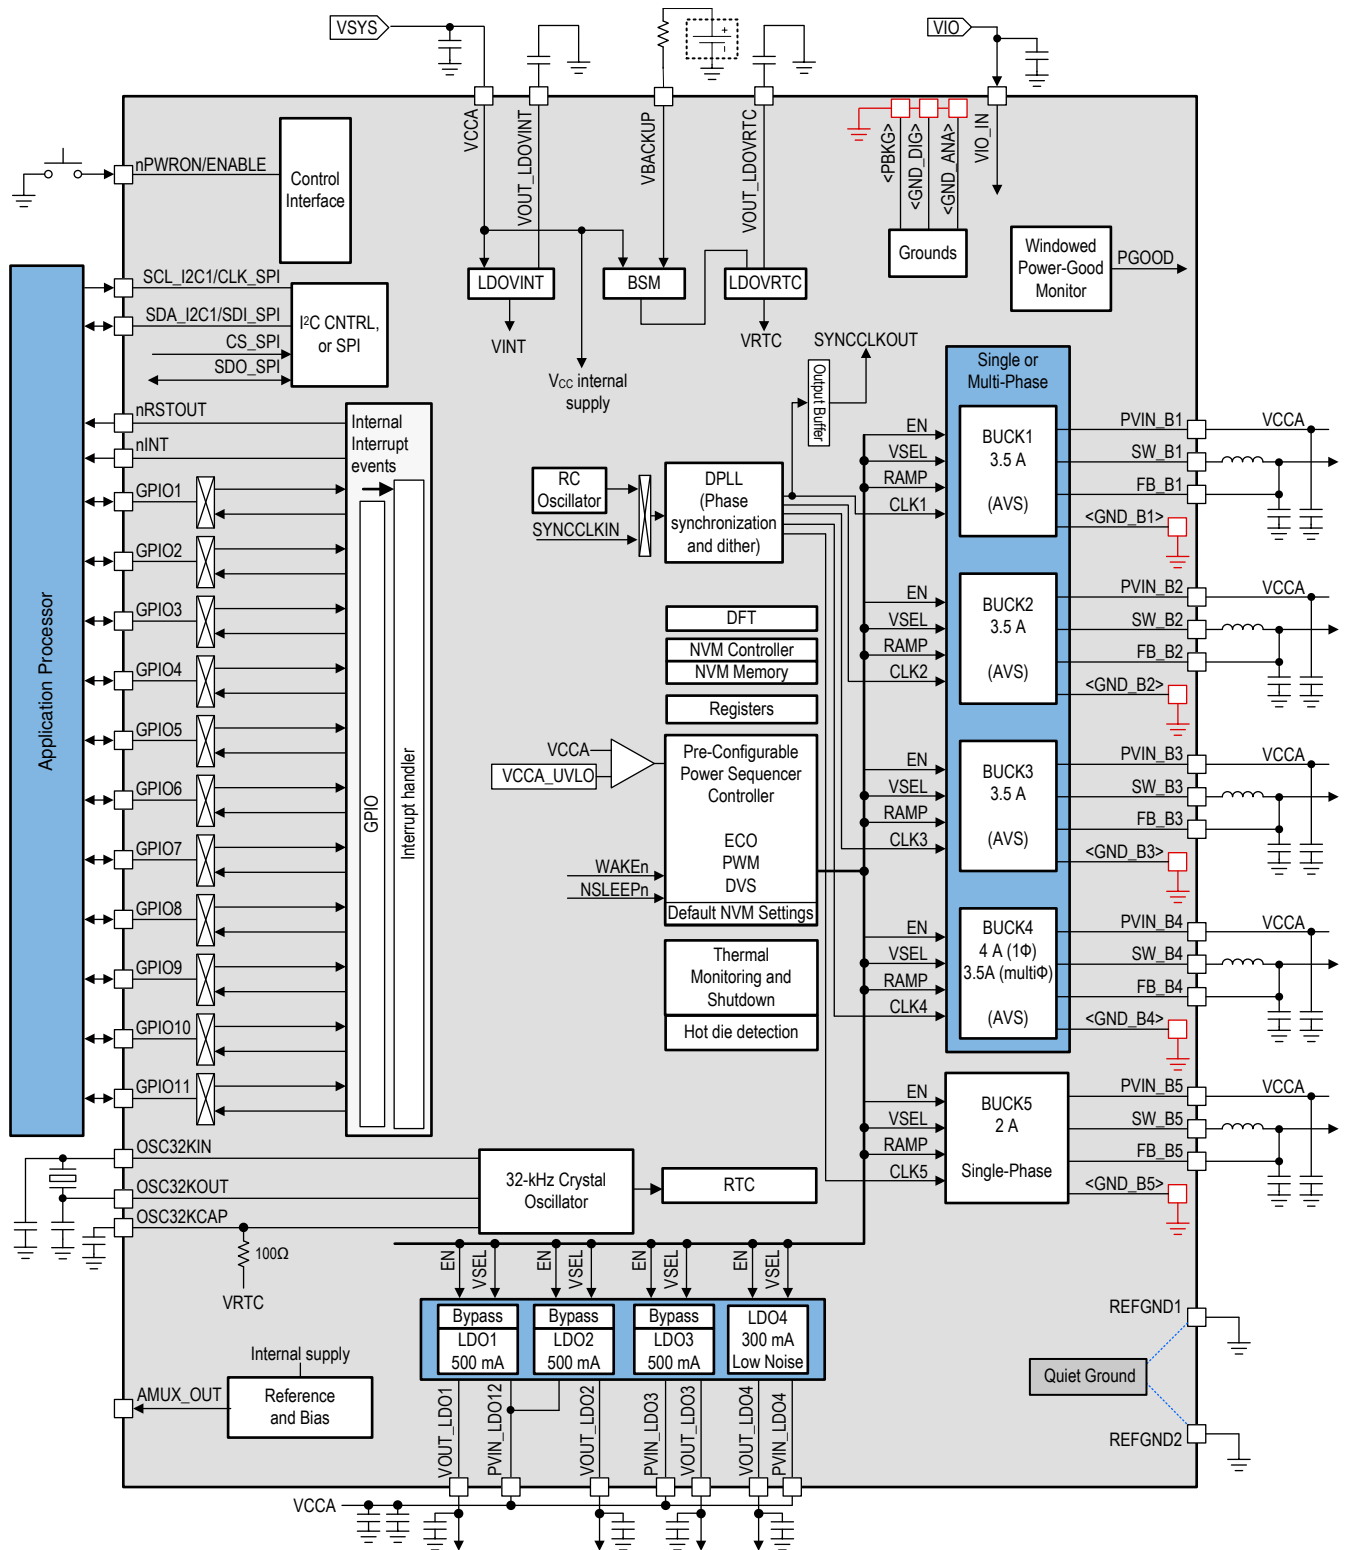 VSYS
+
−
VIO
VCCA
VOUT_LDOVINT
VBACKUP
VOUT_LDOVRTC
<PBKG>
<GND_DIG>
<GND_ANA>
VIO_IN
nPWRON/ENABLE
Control
Interface
Grounds
Windowed
Power-Good
Monitor
PGOOD
LDOVINT
BSM
LDOVRTC
VINT
VRTC
VCC internal
supply
SCL_I2C1/CLK_SPI
SDA_I2C1/SDI_SPI
CS_SPI
SDO_SPI
I²C CNTRL,
or SPI
SYNCCLKOUT
Output Buffer
Application Processor
nRSTOUT
nINT
GPIO1
GPIO2
GPIO3
GPIO4
GPIO5
GPIO6
GPIO7
GPIO8
GPIO9
GPIO10
GPIO11
Internal
Interrupt
events
GPIO
Interrupt handler
RC
Oscillator
SYNCCLKIN
DPLL
(Phase
synchronization
and dither)
DFT
NVM Controller
NVM Memory
Registers
VCCA
VCCA_UVLO
Pre-Configurable
Power Sequencer
Controller
ECO
PWM
DVS
Default NVM Settings
WAKEn
NSLEEPn
Thermal
Monitoring and
Shutdown
Hot die detection
Single or
Multi-Phase
EN
VSEL
RAMP
CLK1
BUCK1
3.5 A
(AVS)
PVIN_B1
SW_B1
FB_B1
<GND_B1>
VCCA
EN
VSEL
RAMP
CLK2
BUCK2
3.5 A
(AVS)
PVIN_B2
SW_B2
FB_B2
<GND_B2>
VCCA
EN
VSEL
RAMP
CLK3
BUCK3
3.5 A
(AVS)
PVIN_B3
SW_B3
FB_B3
<GND_B3>
VCCA
EN
VSEL
RAMP
CLK4
BUCK4
4 A (1Φ)
3.5A (multiΦ)
(AVS)
PVIN_B4
SW_B4
FB_B4
<GND_B4>
VCCA
EN
VSEL
RAMP
CLK5
BUCK5
2 A
Single-Phase
PVIN_B5
SW_B5
FB_B5
<GND_B5>
VCCA
OSC32KIN
OSC32KOUT
OSC32KCAP
100Ω
VRTC
32-kHz Crystal
Oscillator
RTC
EN
VSEL
EN
VSEL
EN
VSEL
EN
VSEL
Bypass
LDO1
500 mA
Bypass
LDO2
500 mA
Bypass
LDO3
500 mA
LDO4
300 mA
Low Noise
Internal supply
Reference
and Bias
AMUX_OUT
VOUT_LDO1
PVIN_LDO12
VOUT_LDO2
PVIN_LDO3
VOUT_LDO3
VOUT_LDO4
PVIN_LDO4
VCCA
REFGND1
Quiet Ground
REFGND2